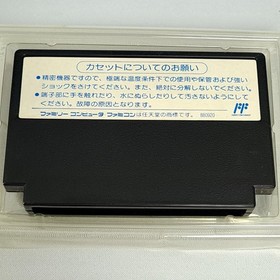 カセットについてのお願い
●精密機器ですので、極端な温度条件下での使用や保管および強い
ショックをさけてください。また、絶対に分解しないでください。
●端子部に手を触れたり、水にぬらしたりして汚さないようにして
ください。故障の原因となります。
ファミリーコンピュータ ファミコンは任天堂の商標です。
FF